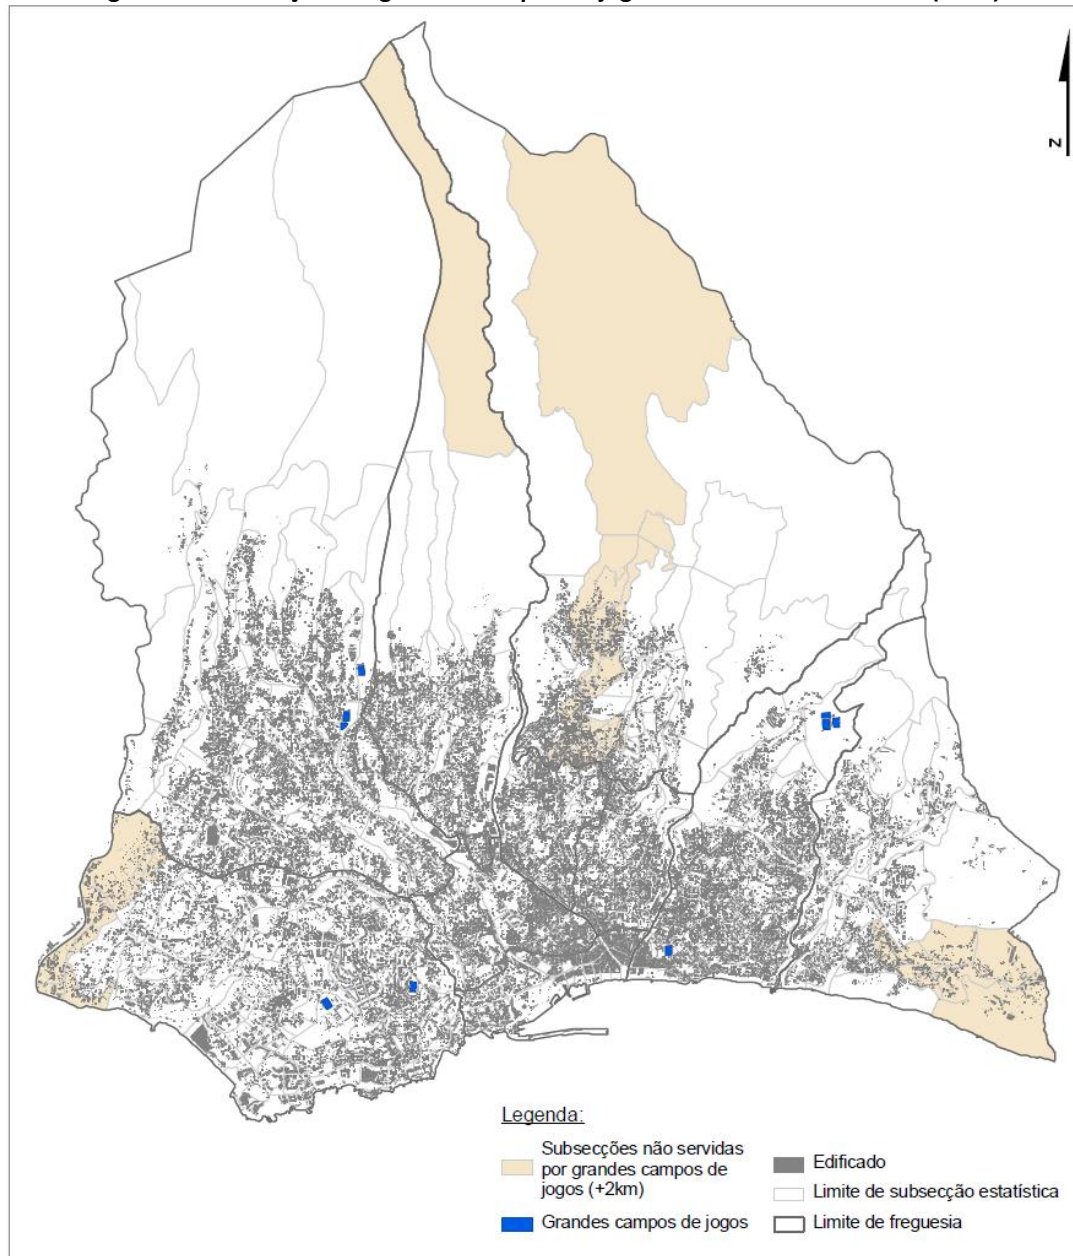 N
Legenda:
Subsecções não servidas
por grandes campos de
jogos (+2km)
Grandes campos de jogos
Edificado
Limite de subsecção estatística
Limite de freguesia